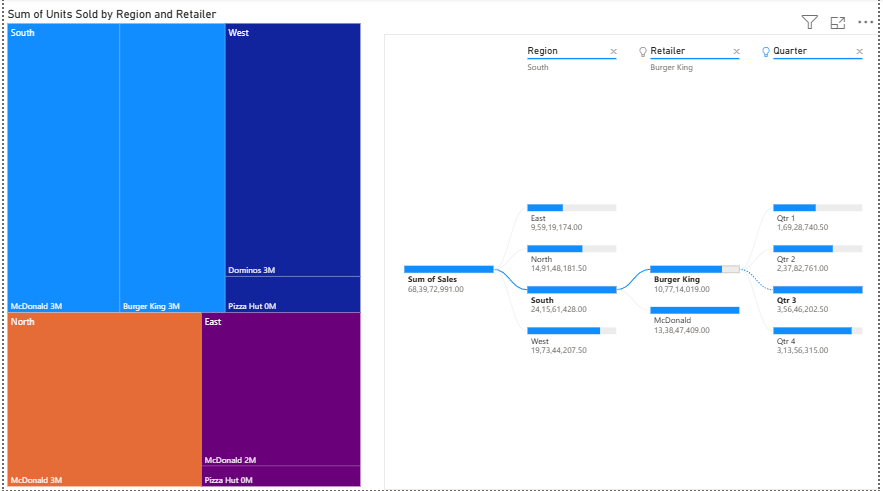 Sum of Units Sold by Region and Retailer
South
McDonald 3M
Burger King 3M
West
Dominos 3M
Pizza Hut 0M
North
McDonald 3M
East
McDonald 2M
Pizza Hut 0M
Region
South
Retailer
Burger King
Quarter
Sum of Sales
68,39,72,991.00
East
9,59,19,174.00
North
14,91,48,181.50
South
24,15,61,428.00
West
19,73,44,207.50
Burger King
10,77,14,019.00
McDonald
13,38,47,409.00
Qtr 1
1,69,28,740.50
Qtr 2
2,37,82,761.00
Qtr 3
3,56,46,202.50
Qtr 4
3,13,56,315.00